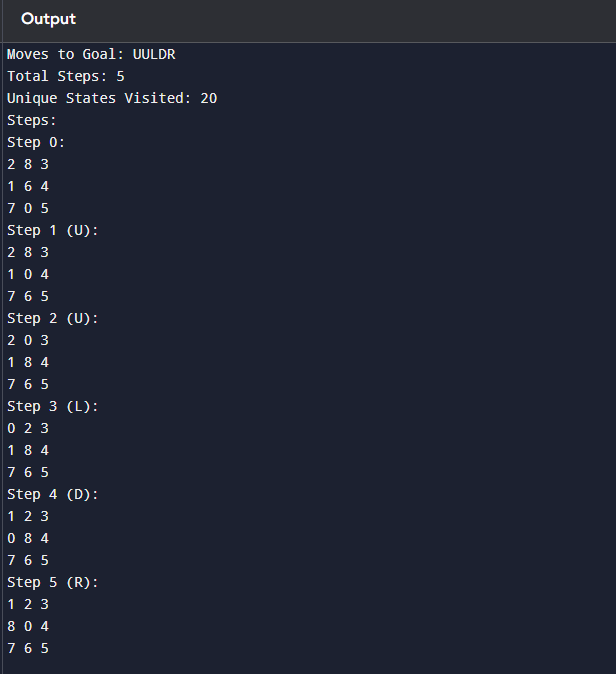 Output
Moves to Goal: UULDR
Total Steps: 5
Unique States Visited: 20
Steps:
Step 0:
2 8 3
1 6 4
7 0 5
Step 1 (U):
2 8 3
1 0 4
7 6 5
Step 2 (U):
2 0 3
1 8 4
7 6 5
Step 3 (L):
0 2 3
1 8 4
7 6 5
Step 4 (D):
1 2 3
0 8 4
7 6 5
Step 5 (R):
1 2 3
8 0 4
7 6 5